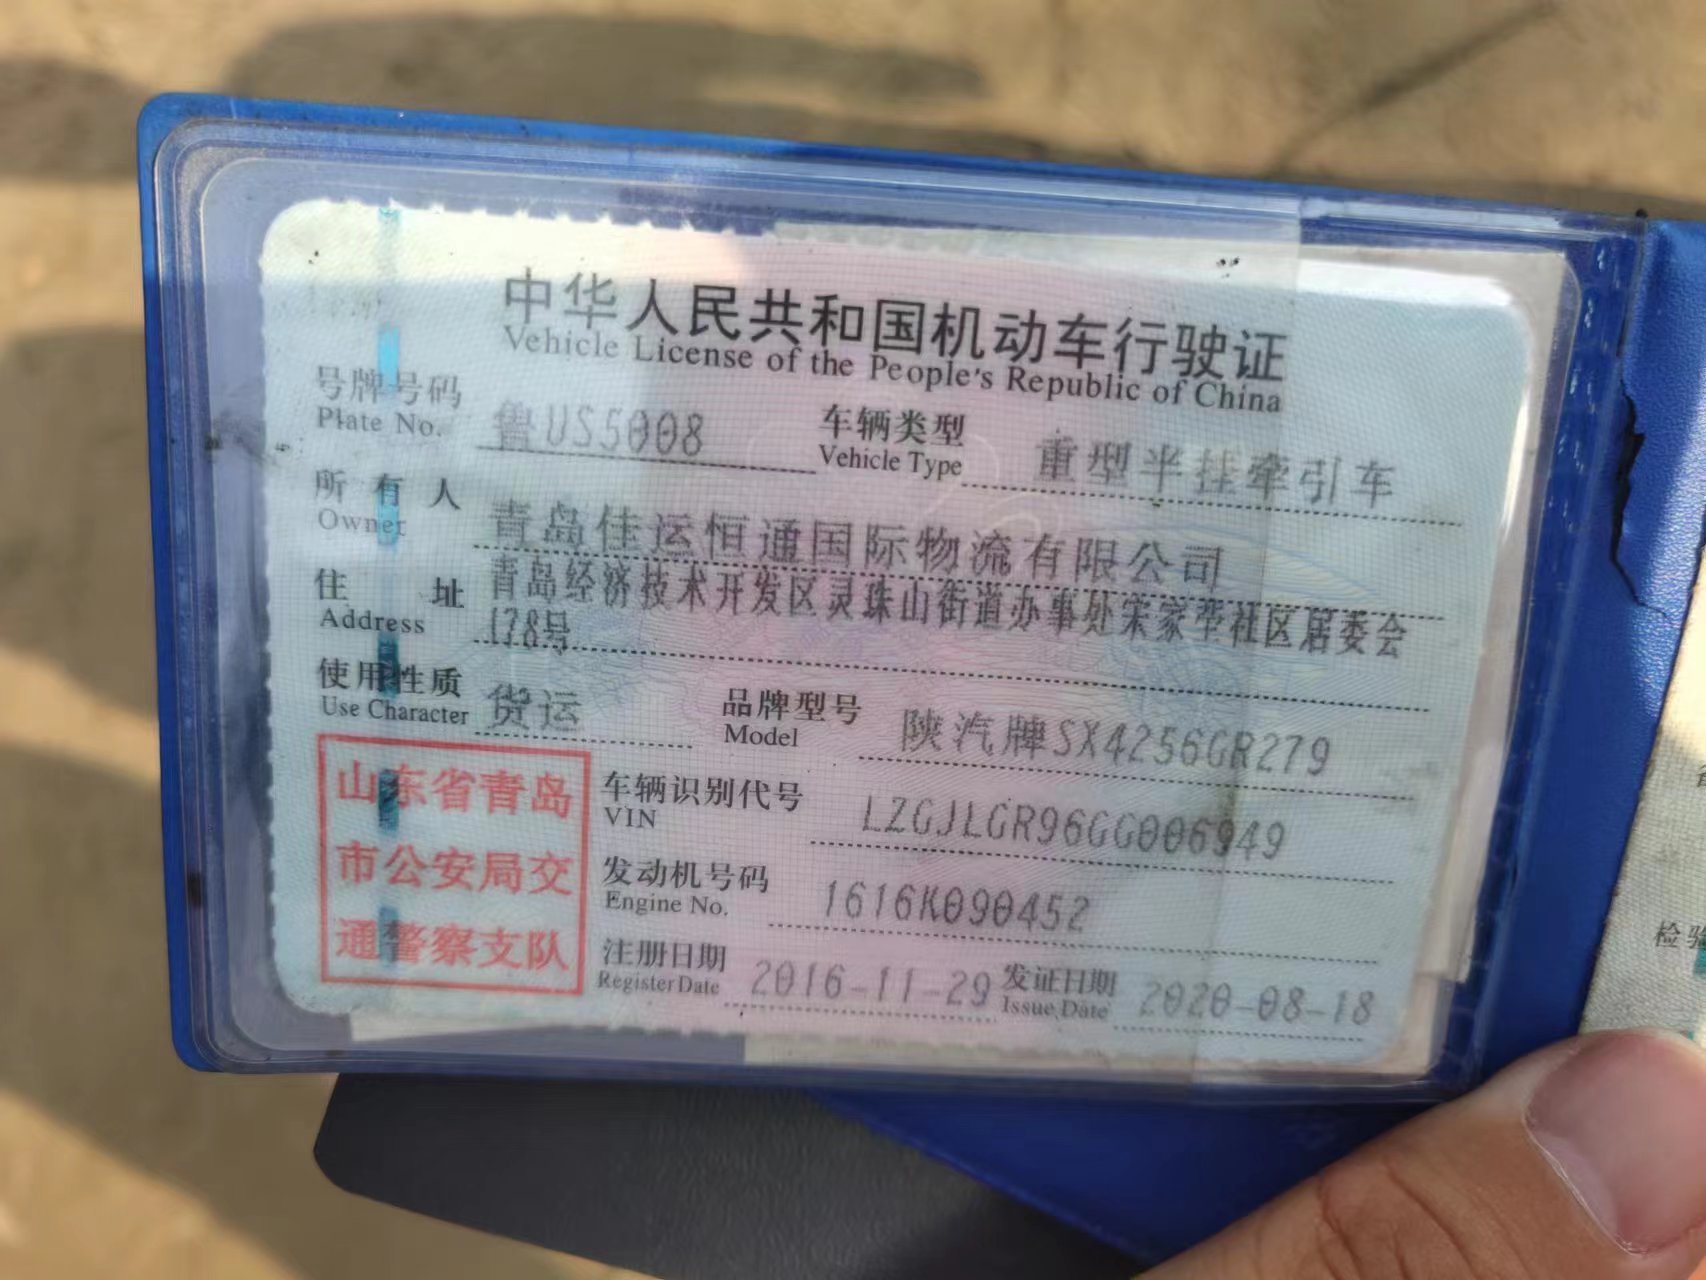 中华人民共和国机动车行驶证
Vehicle License of the People's Republic of China
号牌号码 鲁US5008 车辆类型 重型半挂牵引车
Plate No. Vehicle Type
所有人 青岛佳运恒通国际物流有限公司
Owner
住址 青岛经济技术开发区灵珠山街道办事处宋家茔社区居委会
Address 178号
使用性质 货运 品牌型号 陕汽牌SX4256GR279
Use Character Model
山东省青岛
市公安局交
通警察支队
车辆识别代号 LZGJLGR96GG006949
VIN
发动机号码 1616K090452
Engine No.
注册日期 2016-11-29 发证日期 2020-08-18
Register Date Issue Date
检验